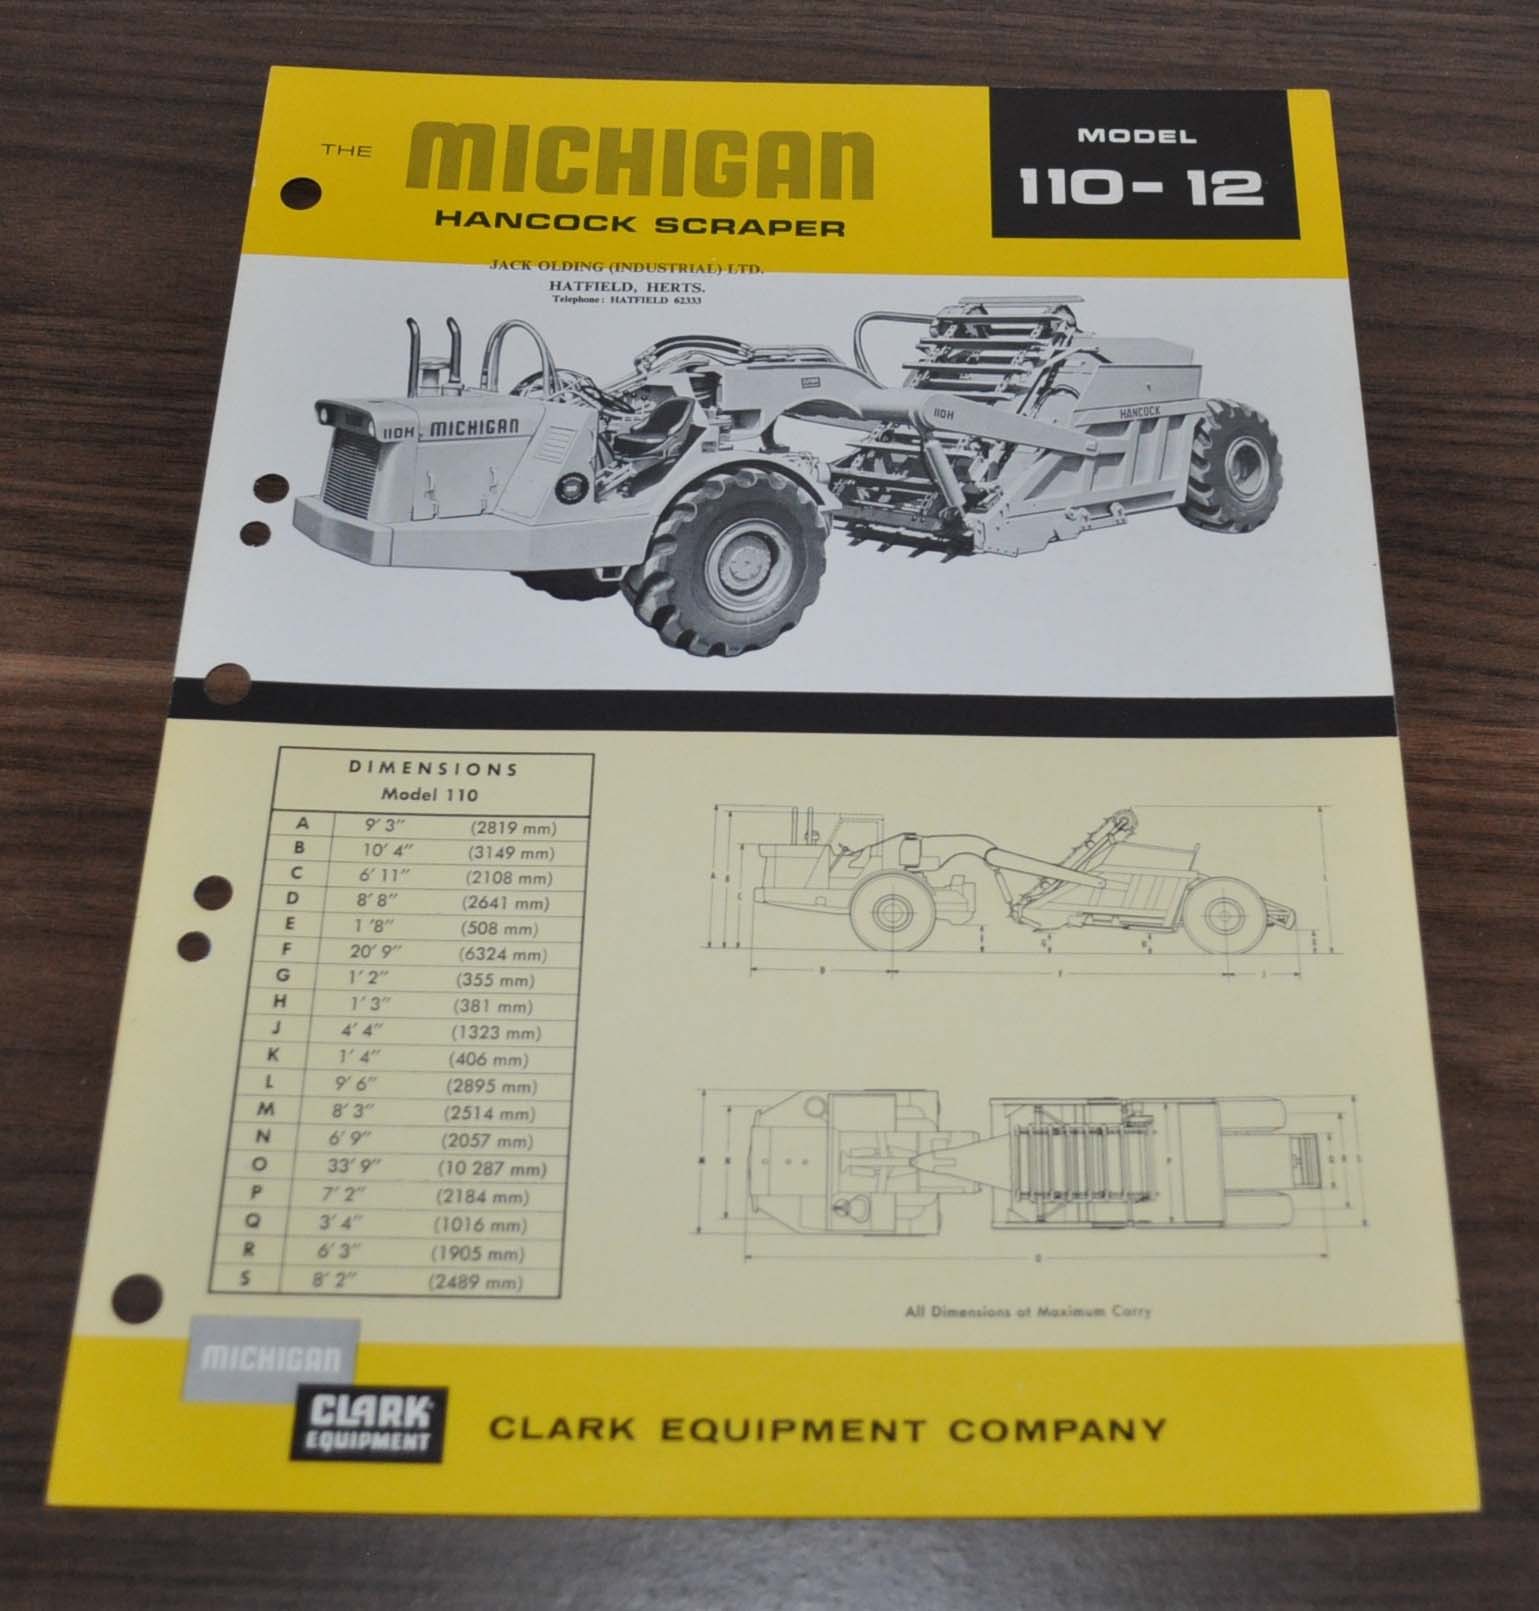 THE MICHIGAN
HANCOCK SCRAPER
MODEL
110-12
JACK OLDING (INDUSTRIAL) LTD.
HATFIELD, HERTS.
Telephone: HATFIELD 62333
110H MICHIGAN
110H
HANCOCK
DIMENSIONS
Model 110
A 9' 3" (2819 mm)
B 10' 4" (3149 mm)
C 6' 11" (2108 mm)
D 8' 8" (2641 mm)
E 1 '8" (508 mm)
F 20' 9" (6324 mm)
G 1' 2" (355 mm)
H 1' 3" (381 mm)
J 4' 4" (1323 mm)
K 1' 4" (406 mm)
L 9' 6" (2895 mm)
M 8' 3" (2514 mm)
N 6' 9" (2057 mm)
O 33' 9" (10 287 mm)
P 7' 2" (2184 mm)
Q 3' 4" (1016 mm)
R 6' 3" (1905 mm)
S 8' 2" (2489 mm)
All Dimensions at Maximum Carry
MICHIGAN
CLARK
EQUIPMENT
CLARK EQUIPMENT COMPANY